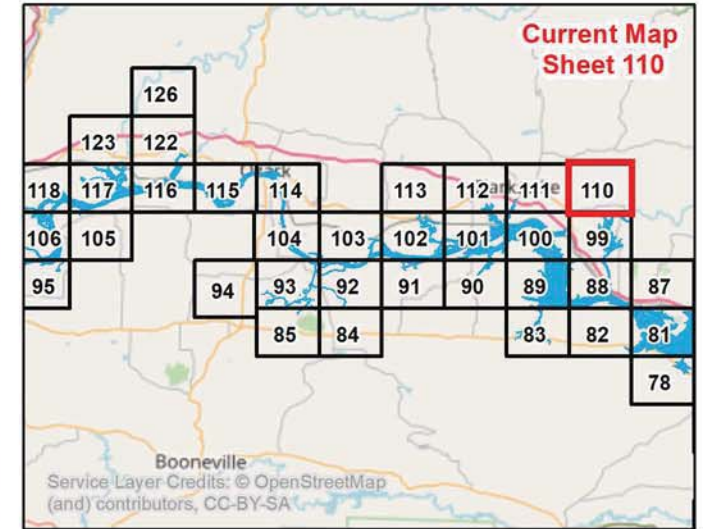 Current Map
Sheet 110
126
123 122
118 117 116 115 114 113 112 111 110
106 105 104 103 102 101 100 99
95 94 93 92 91 90 89 88 87
85 84 83 82 81
78
Booneville
Service Layer Credits: © OpenStreetMap
(and) contributors, CC-BY-SA